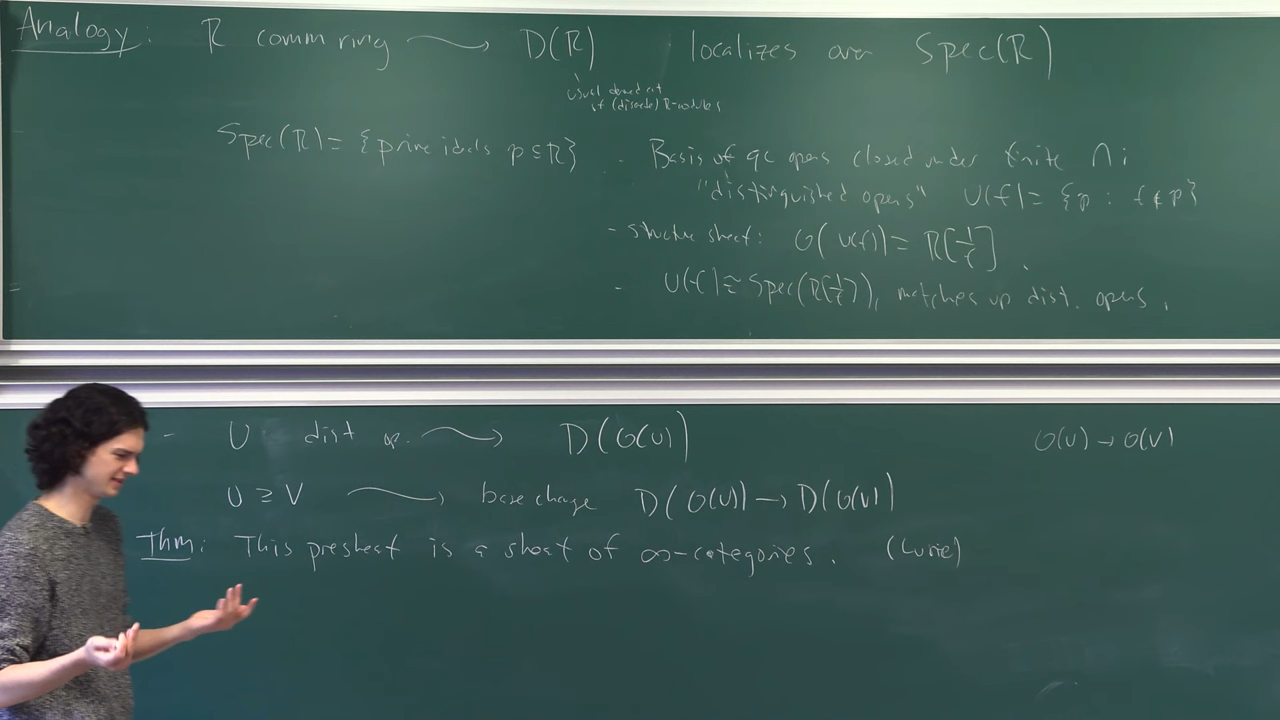 Analogy: R comm ring ⟿ D(R) localizes over Spec(R)
usual derived cat
of (discrete) R-modules
Spec(R) = {prime ideals p ⊆ R}
- Basis of qc opens closed under finite ∩ :
"distinguished opens" U(f) = {p : f ∉ p}
- structure sheaf: O(U(f)) = R[1/f].
- U(f) ≅ Spec(R[1/f]), matches up dist. opens.
- U dist op. ⟿ D(O(U))
O(U) → O(V)
U ⊇ V ⟿ base change D(O(U)) → D(O(V))
Thm: This presheaf is a sheaf of ∞-categories. (Lurie)